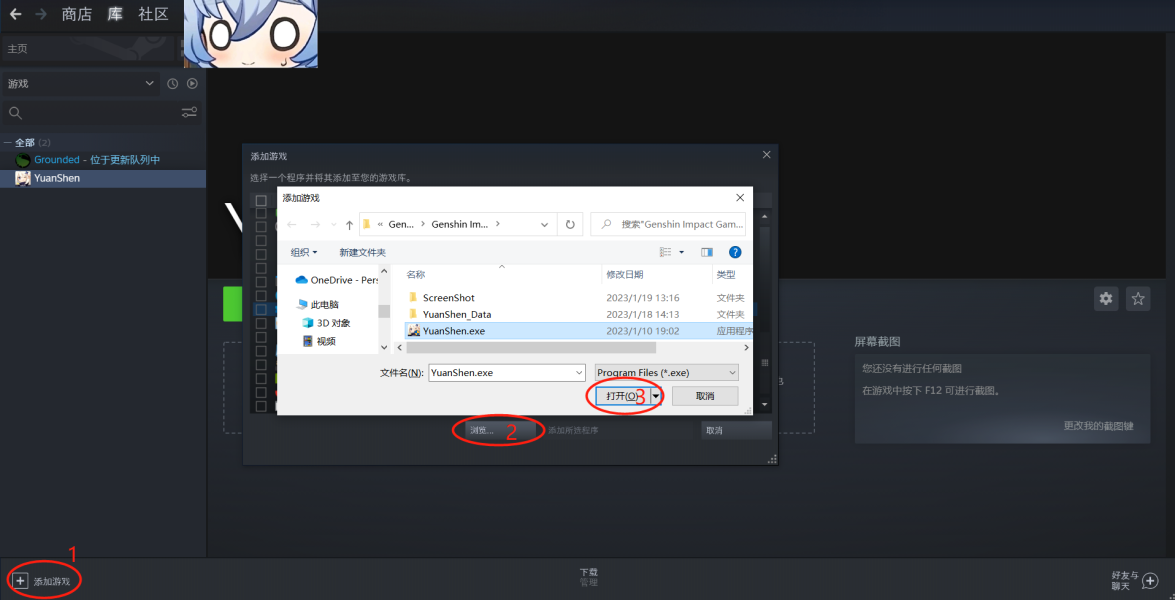 商店 库 社区
主页
游戏
全部 (2)
Grounded - 位于更新队列中
YuanShen
添加游戏
选择一个程序并将其添加至您的游戏库。
添加游戏
« Gen... › Genshin Im... ›
搜索"Genshin Impact Gam...
组织 新建文件夹
OneDrive - Pers
此电脑
3D 对象
视频
名称 修改日期 类型
ScreenShot 2023/1/19 13:16 文件夹
YuanShen_Data 2023/1/18 14:13 文件夹
YuanShen.exe 2023/1/10 19:02 应用程序
文件名(N): YuanShen.exe Program Files (*.exe)
打开(O) 3 取消
浏览... 2 添加所选程序 取消
屏幕截图
您还没有进行任何截图
在游戏中按下 F12 可进行截图。
更改我的截图键
1
添加游戏
下载
管理
好友与
聊天